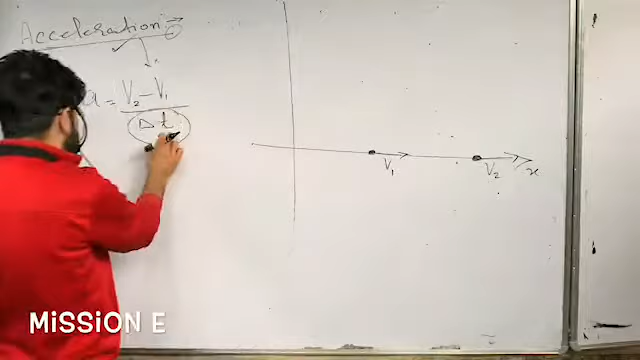 Acceleration
a = V₂ - V₁
Δt
V₁
V₂
x
MiSSiON E